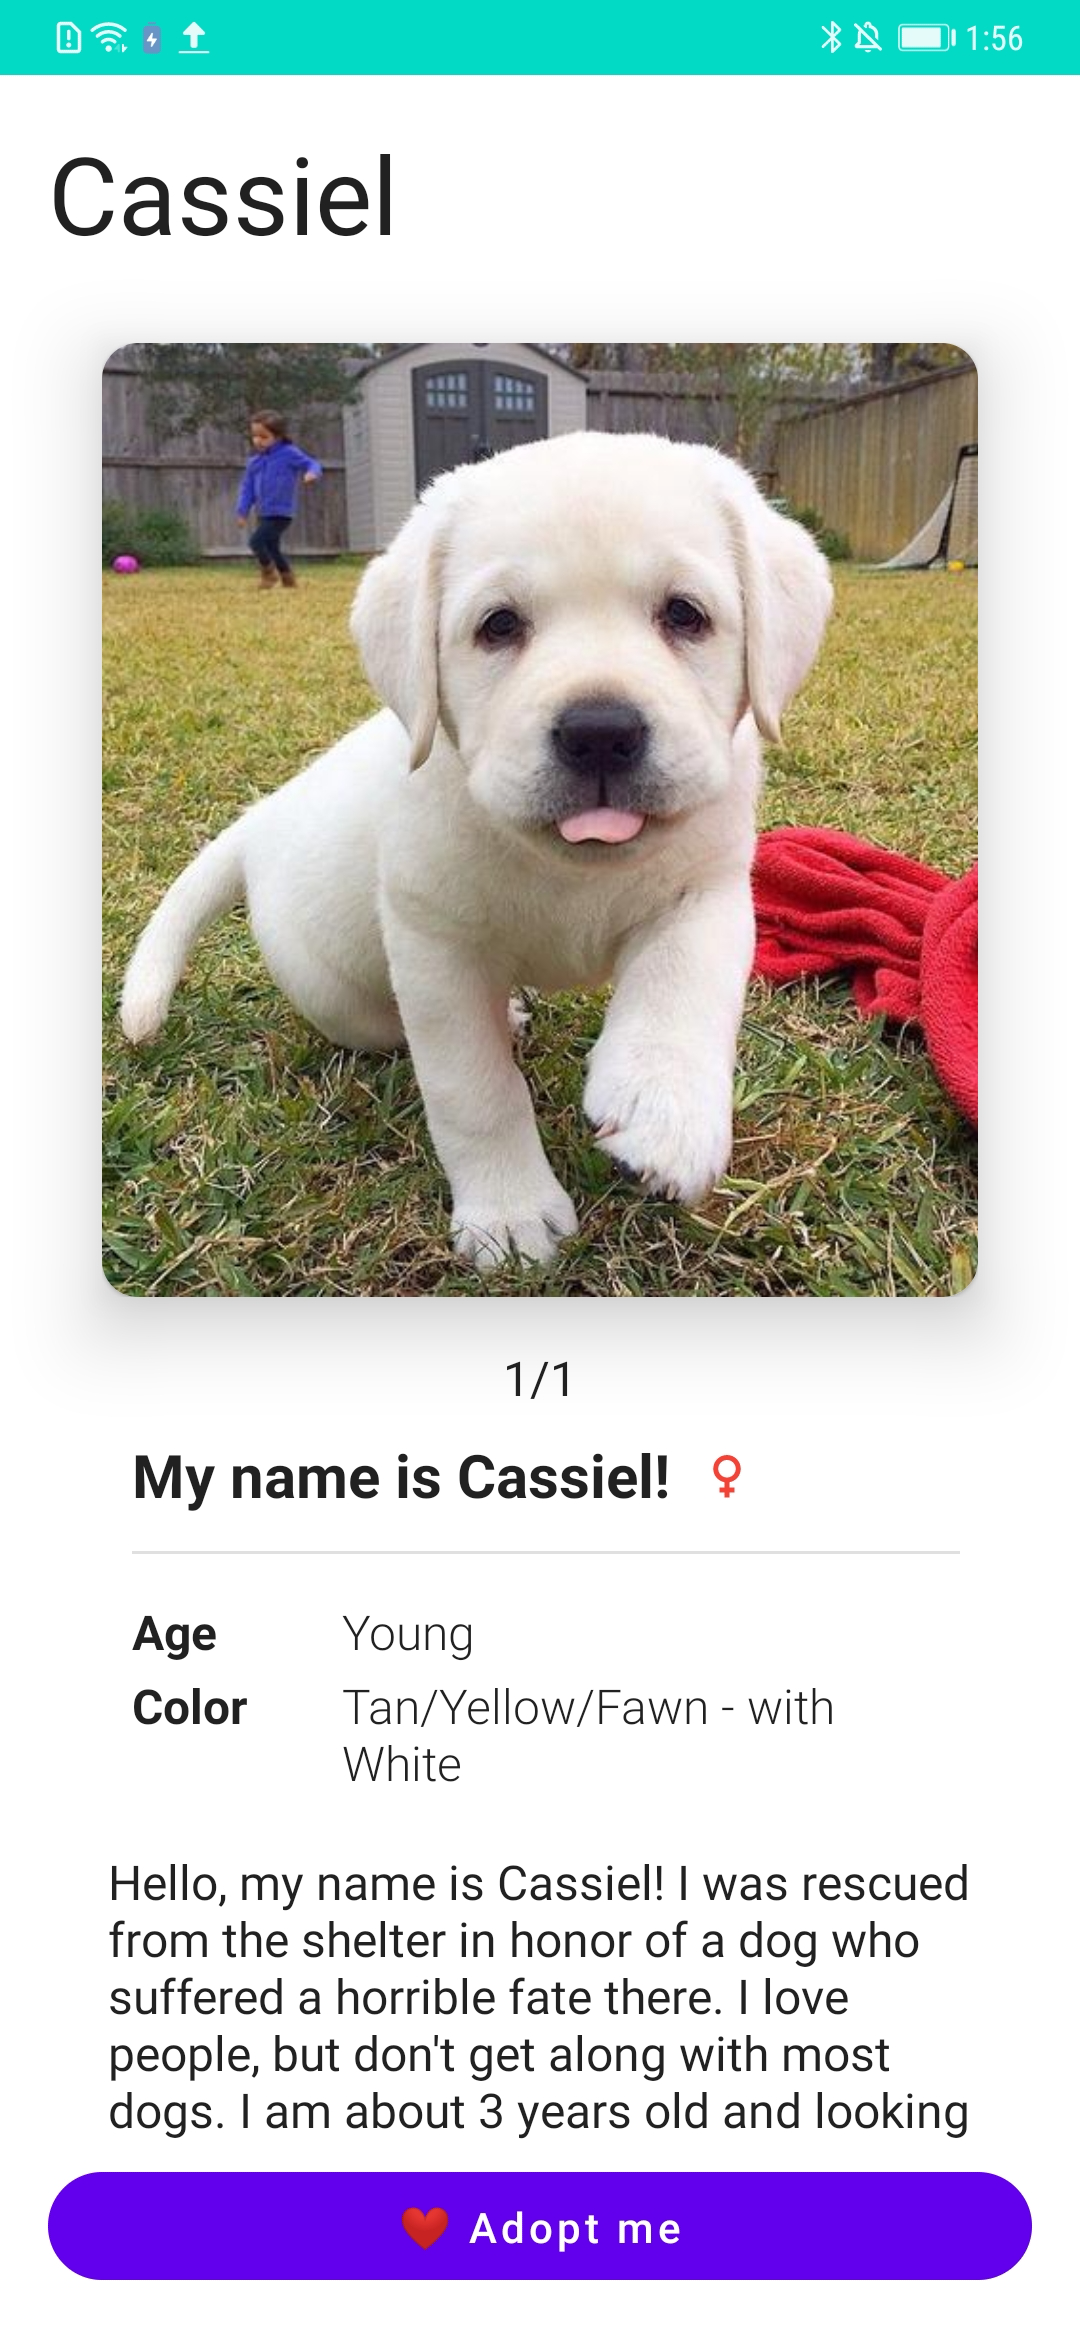 1:56
Cassiel
1/1
My name is Cassiel!
Age Young
Color Tan/Yellow/Fawn - with
White
Hello, my name is Cassiel! I was rescued
from the shelter in honor of a dog who
suffered a horrible fate there. I love
people, but don't get along with most
dogs. I am about 3 years old and looking
❤️ Adopt me